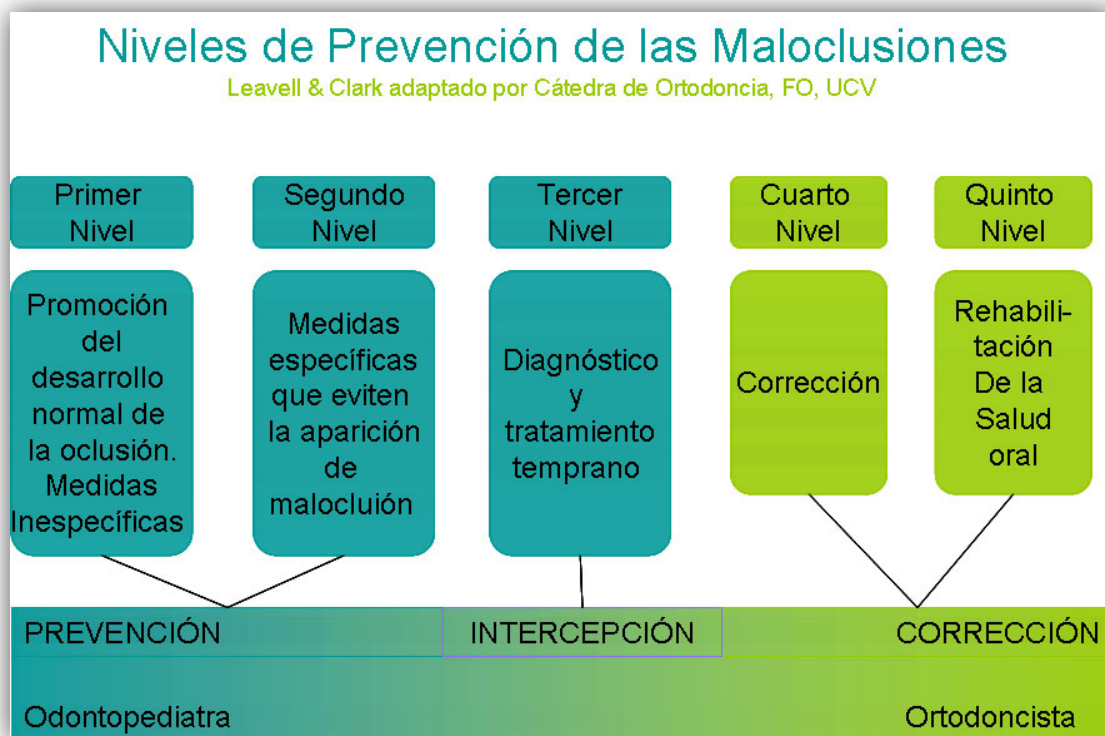 Niveles de Prevención de las Maloclusiones
Leavell & Clark adaptado por Cátedra de Ortodoncia, FO, UCV
Primer
Nivel
Segundo
Nivel
Tercer
Nivel
Cuarto
Nivel
Quinto
Nivel
Promoción
del
desarrollo
normal de
la oclusión.
Medidas
Inespecíficas
Medidas
específicas
que eviten
la aparición
de
malocluión
Diagnóstico
y
tratamiento
temprano
Corrección
Rehabili-
tación
De la
Salud
oral
PREVENCIÓN
INTERCEPCIÓN
CORRECCIÓN
Odontopediatra
Ortodoncista